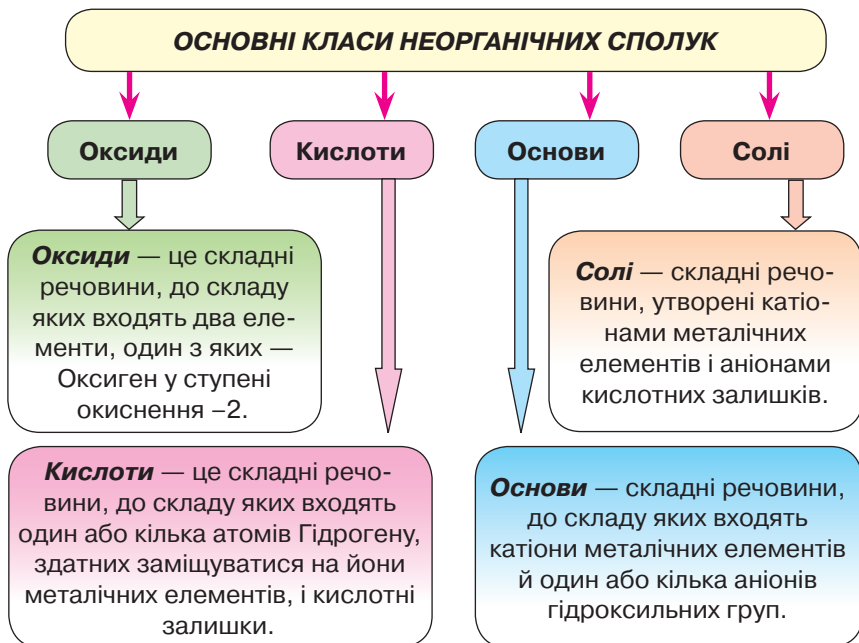 ОСНОВНІ КЛАСИ НЕОРГАНІЧНИХ СПОЛУК
Оксиди
Кислоти
Основи
Солі
Оксиди — це складні
речовини, до складу
яких входять два еле-
менти, один з яких —
Оксиген у ступені
окиснення –2.
Солі — складні речо-
вини, утворені катіо-
нами металічних
елементів і аніонами
кислотних залишків.
Кислоти — це складні речо-
вини, до складу яких входять
один або кілька атомів Гідрогену,
здатних заміщуватися на йони
металічних елементів, і кислотні
залишки.
Основи — складні речовини,
до складу яких входять
катіони металічних елементів
й один або кілька аніонів
гідроксильних груп.